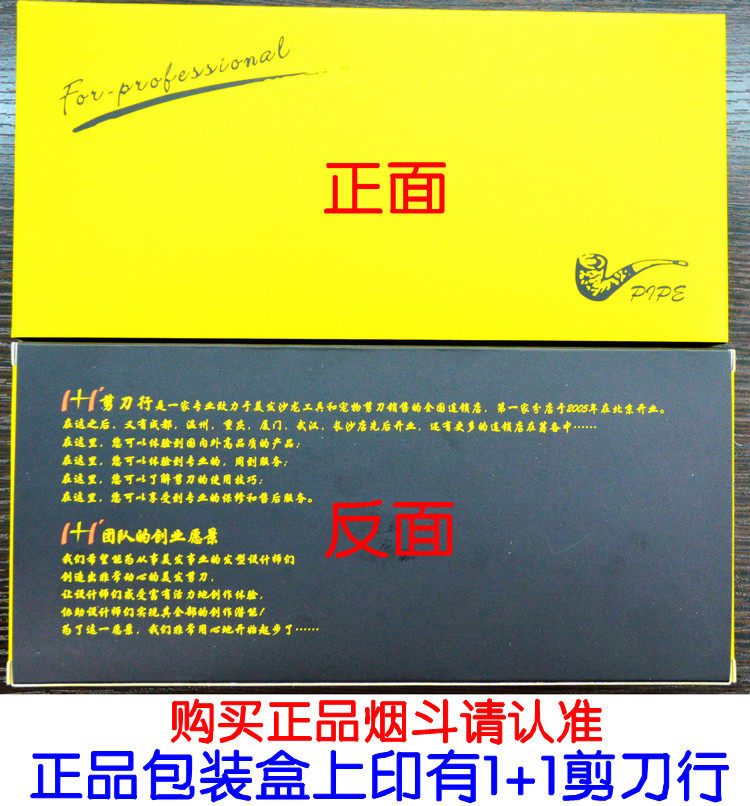 For-professional
正面
PIPE
1+1剪刀行是一家专业致力于美发沙龙工具和宠物剪刀销售的全国连锁店，第一家分店于2005年在北京开业。
在这之后，又有成都，温州，重庆，厦门，武汉，长沙店先后开业，还有更多的连锁店在筹备中……
在这里，您可以体验到国内外高品质的产品；
在这里，您可以体验到专业的，周到服务；
在这里，您可以了解剪刀的使用技巧；
在这里，您可以享受到专业的保修和售后服务。
反面
1+1团队的创业愿景
我们希望能为从事美发事业的发型设计师们
创造出非常动心的美发剪刀，
让设计师们感受富有活力地创作体验，
协助设计师们实现其全部的创作潜能！
为了这一愿景，我们非常用心地开始起步了……
购买正品烟斗请认准
正品包装盒上印有1+1剪刀行